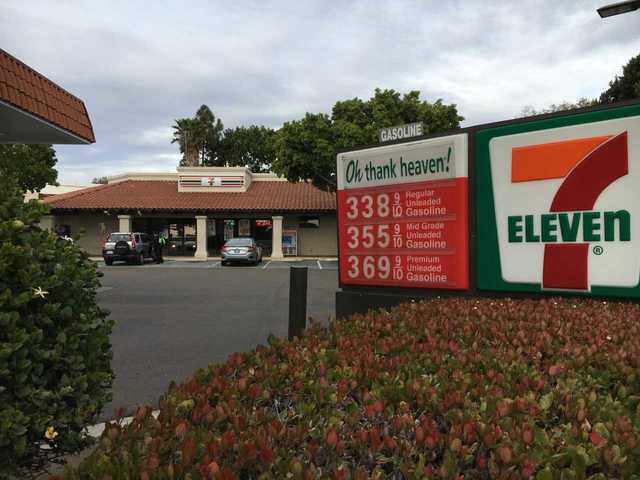 GASOLINE
Oh thank heaven!
338 9/10 Regular Unleaded Gasoline
355 9/10 Mid Grade Unleaded Gasoline
369 9/10 Premium Unleaded Gasoline
7
ELEVEn
®